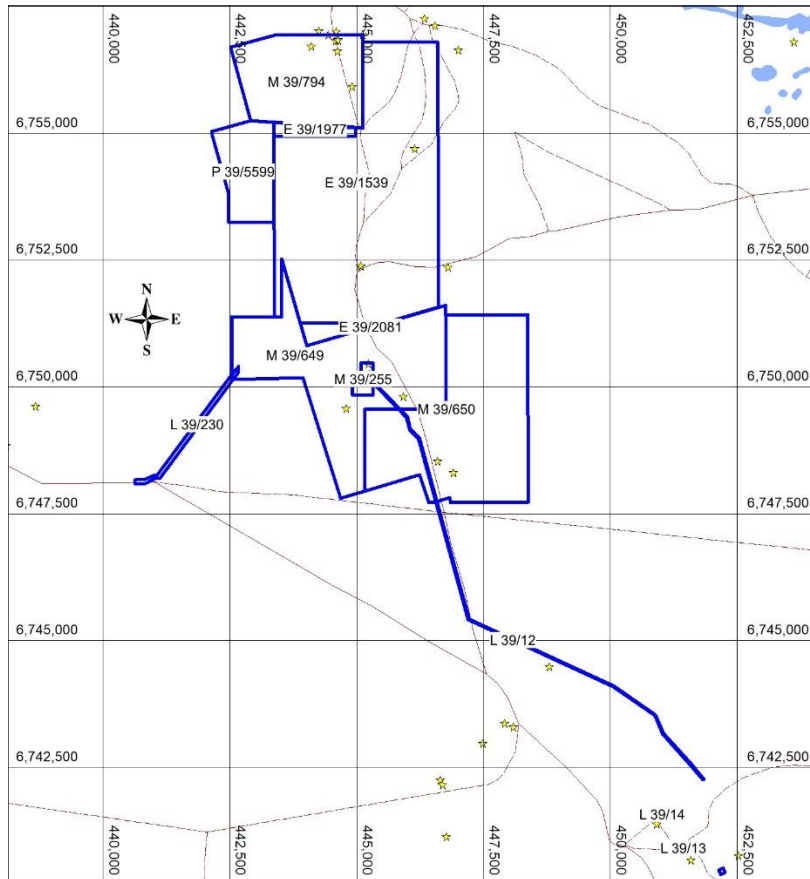 440,000
442,500
445,000
447,500
450,000
452,500
M 39/794
6,755,000
6,755,000
E 39/1977
P 39/5599
E 39/1539
6,752,500
6,752,500
N
W
E
S
E 39/2081
M 39/649
6,750,000
6,750,000
M 39/255
M 39/650
L 39/230
6,747,500
6,747,500
6,745,000
6,745,000
L 39/12
6,742,500
6,742,500
L 39/14
L 39/13
440,000
442,500
445,000
447,500
450,000
452,500